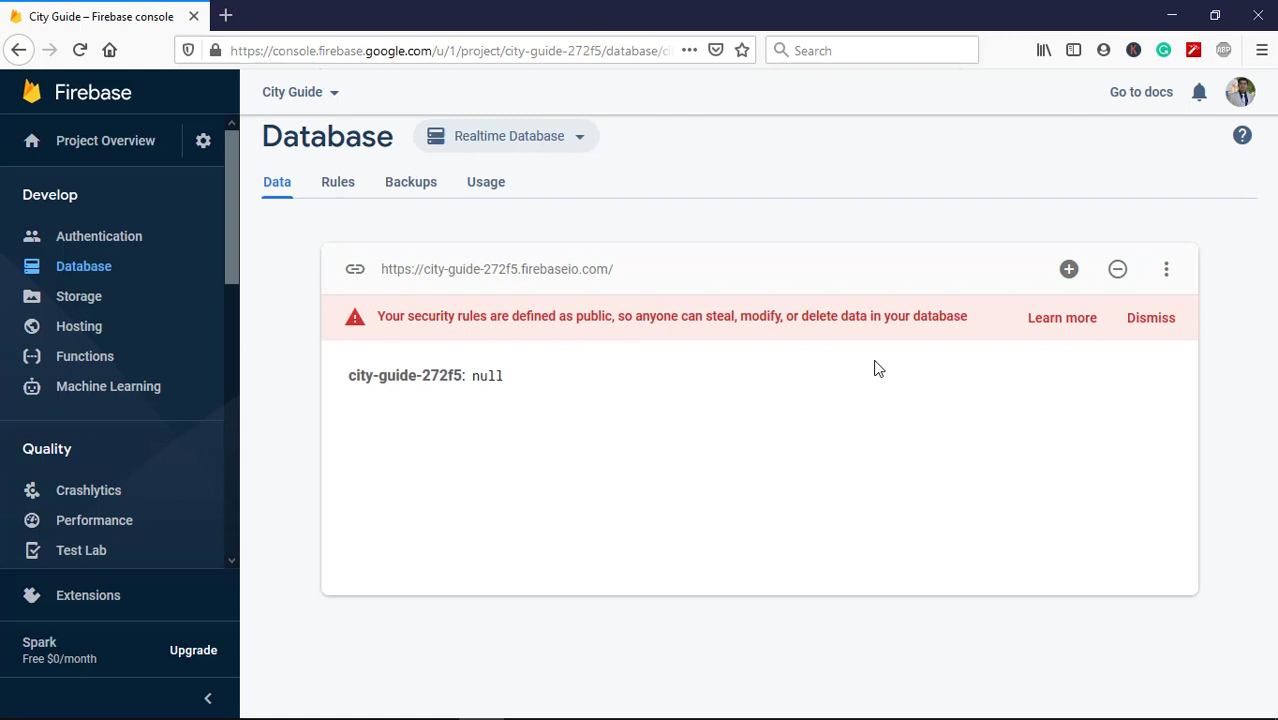 City Guide – Firebase console
https://console.firebase.google.com/u/1/project/city-guide-272f5/database/ci
Search
Firebase
City Guide
Go to docs
Project Overview
Database
Realtime Database
Data
Rules
Backups
Usage
Develop
Authentication
Database
Storage
Hosting
Functions
Machine Learning
Quality
Crashlytics
Performance
Test Lab
Extensions
Spark
Free $0/month
Upgrade
https://city-guide-272f5.firebaseio.com/
Your security rules are defined as public, so anyone can steal, modify, or delete data in your database
Learn more
Dismiss
city-guide-272f5: null
ABP